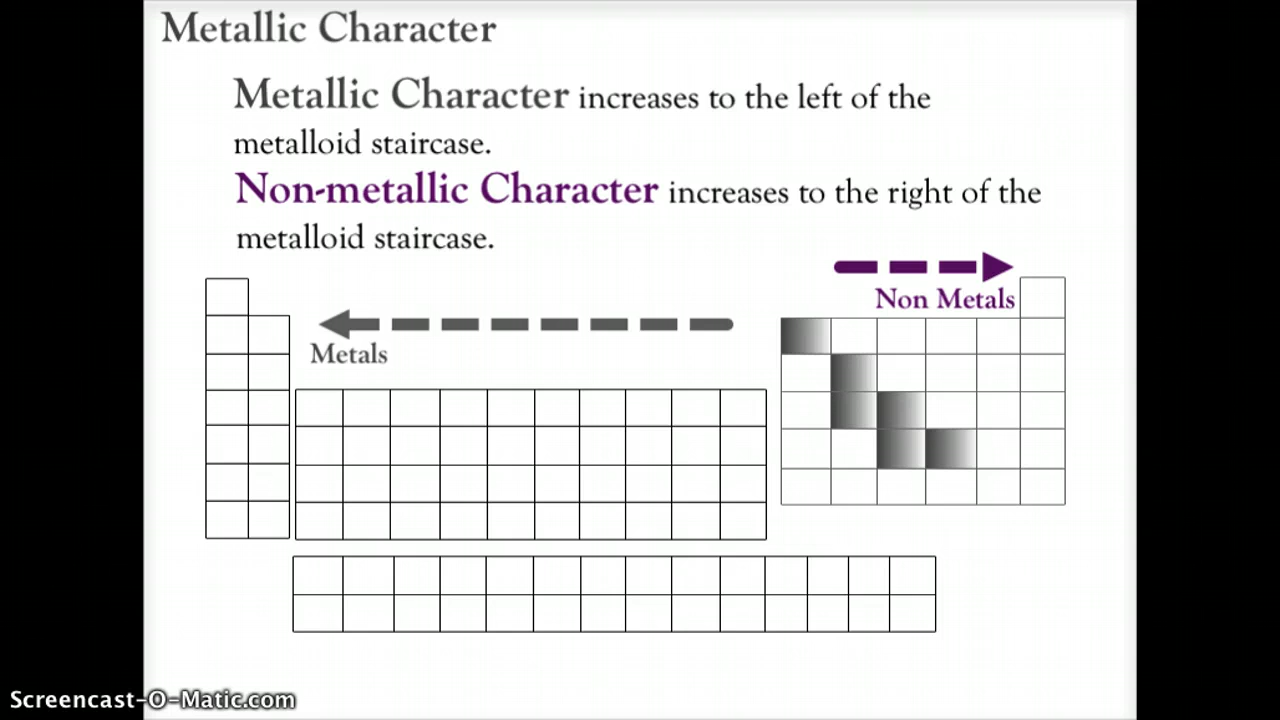 Metallic Character
Metallic Character increases to the left of the
metalloid staircase.
Non-metallic Character increases to the right of the
metalloid staircase.
Non Metals
Metals
Screencast-O-Matic.com